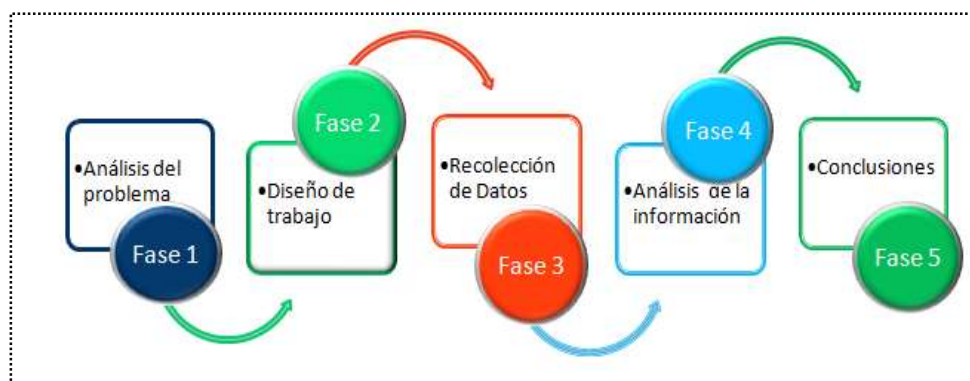 Fase 1
•Análisis del
problema
Fase 2
•Diseño de
trabajo
Fase 3
•Recolección
de Datos
Fase 4
•Análisis de la
información
Fase 5
•Conclusiones